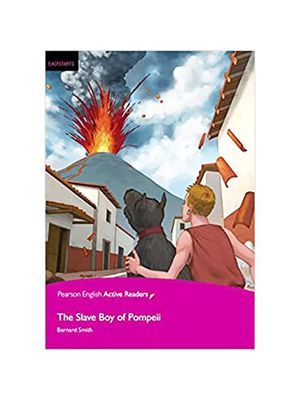 EASYSTARTS
Pearson English Active Readers
The Slave Boy of Pompeii
Bernard Smith